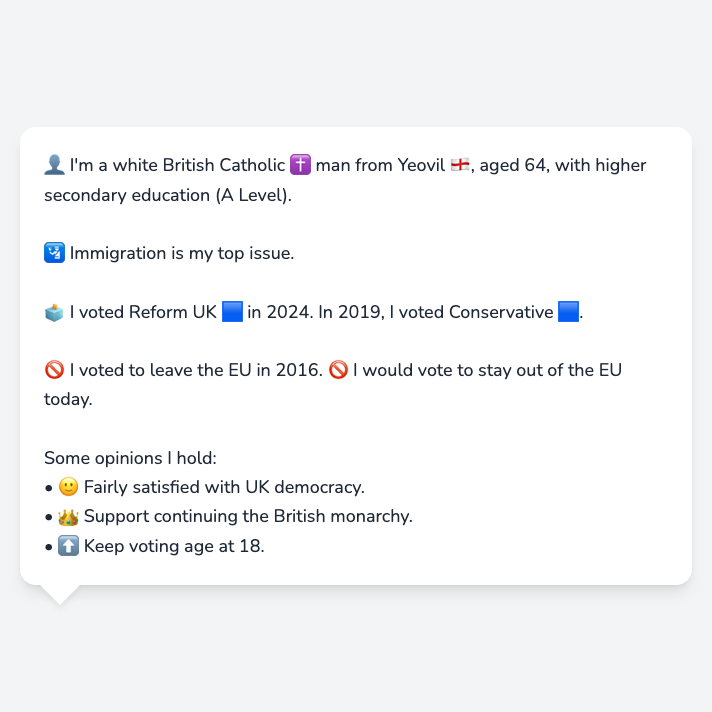 👤 I'm a white British Catholic ✝️ man from Yeovil 🏴󠁧󠁢󠁥󠁮󠁧󠁿, aged 64, with higher
secondary education (A Level).
🛂 Immigration is my top issue.
🗳️ I voted Reform UK 🟦 in 2024. In 2019, I voted Conservative 🟦.
🚫 I voted to leave the EU in 2016. 🚫 I would vote to stay out of the EU
today.
Some opinions I hold:
• 🙂 Fairly satisfied with UK democracy.
• 👑 Support continuing the British monarchy.
• ⬆️ Keep voting age at 18.